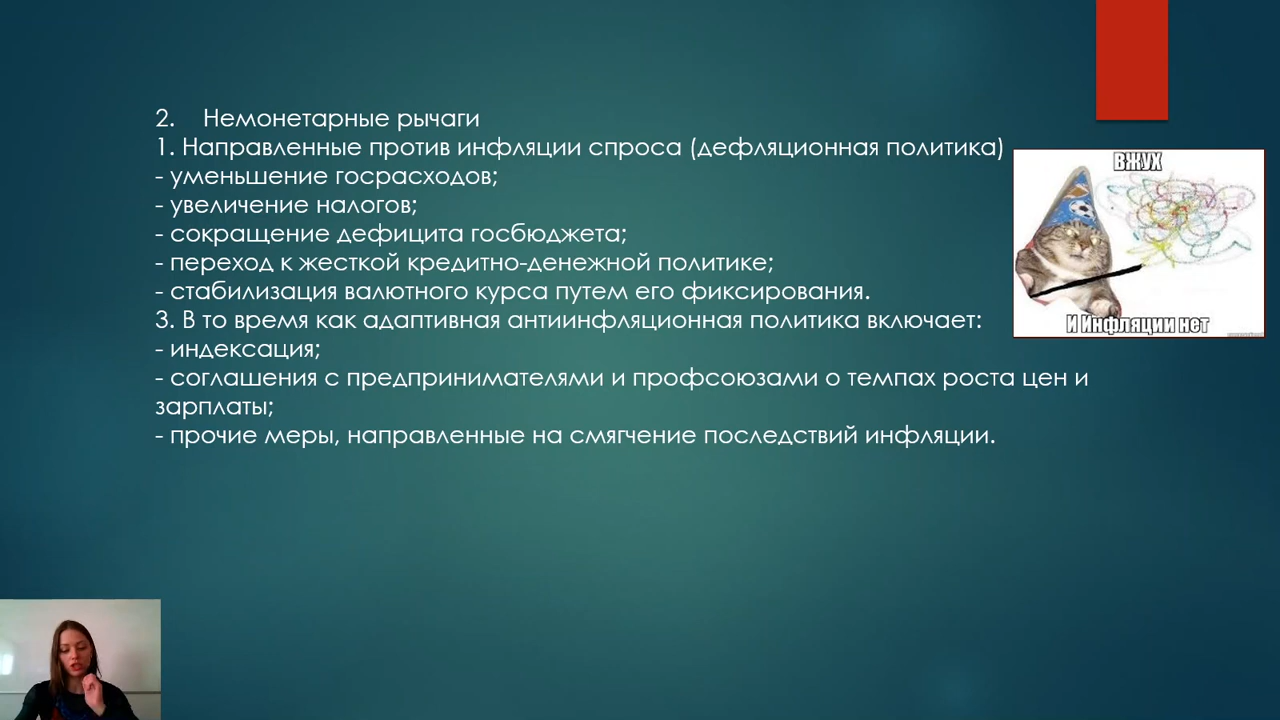 2. Немонетарные рычаги
1. Направленные против инфляции спроса (дефляционная политика)
- уменьшение госрасходов;
- увеличение налогов;
- сокращение дефицита госбюджета;
- переход к жесткой кредитно-денежной политике;
- стабилизация валютного курса путем его фиксирования.
3. В то время как адаптивная антиинфляционная политика включает:
- индексация;
- соглашения с предпринимателями и профсоюзами о темпах роста цен и
зарплаты;
- прочие меры, направленные на смягчение последствий инфляции.
ВЖУХ
И Инфляции нет